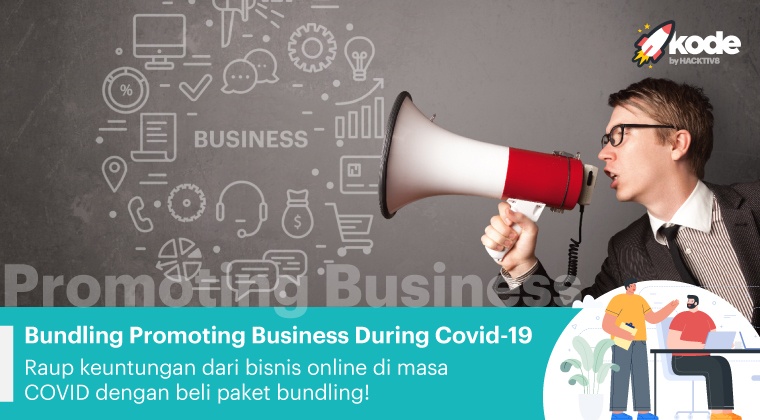 kode
by HACKTIV8
%
BUSINESS
$
Promoting Business
Bundling Promoting Business During Covid-19
Raup keuntungan dari bisnis online di masa
COVID dengan beli paket bundling!